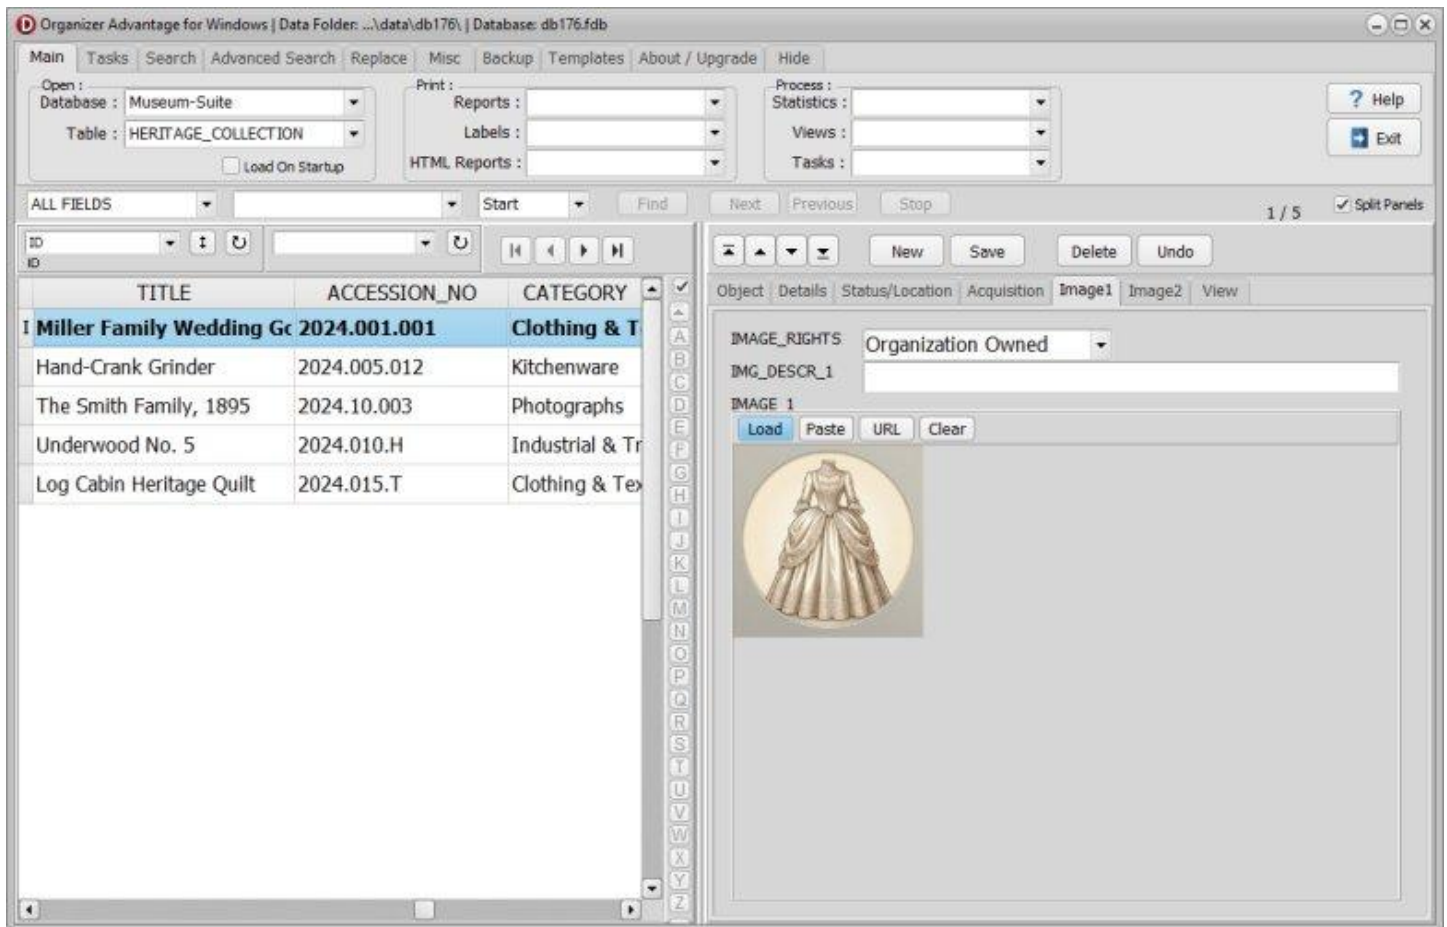 Organizer Advantage for Windows | Data Folder: ...\data\db176\ | Database: db176.fdb
Main Tasks Search Advanced Search Replace Misc Backup Templates About / Upgrade Hide
Open : Print : Process :
Database : Museum-Suite Reports : Statistics : ? Help
Table : HERITAGE_COLLECTION Labels : Views : Exit
Load On Startup HTML Reports : Tasks :
ALL FIELDS Start Find Next Previous Stop 1 / 5 Split Panels
ID New Save Delete Undo
ID
TITLE ACCESSION_NO CATEGORY Object Details Status/Location Acquisition Image1 Image2 View
Miller Family Wedding Gc 2024.001.001 Clothing & T
Hand-Crank Grinder 2024.005.012 Kitchenware
The Smith Family, 1895 2024.10.003 Photographs
Underwood No. 5 2024.010.H Industrial & Tr
Log Cabin Heritage Quilt 2024.015.T Clothing & Tex
A
B
C
D
E
F
G
H
I
J
K
L
M
N
O
P
Q
R
S
T
U
V
W
X
Y
Z
IMAGE_RIGHTS Organization Owned
IMG_DESCR_1
IMAGE_1
Load Paste URL Clear